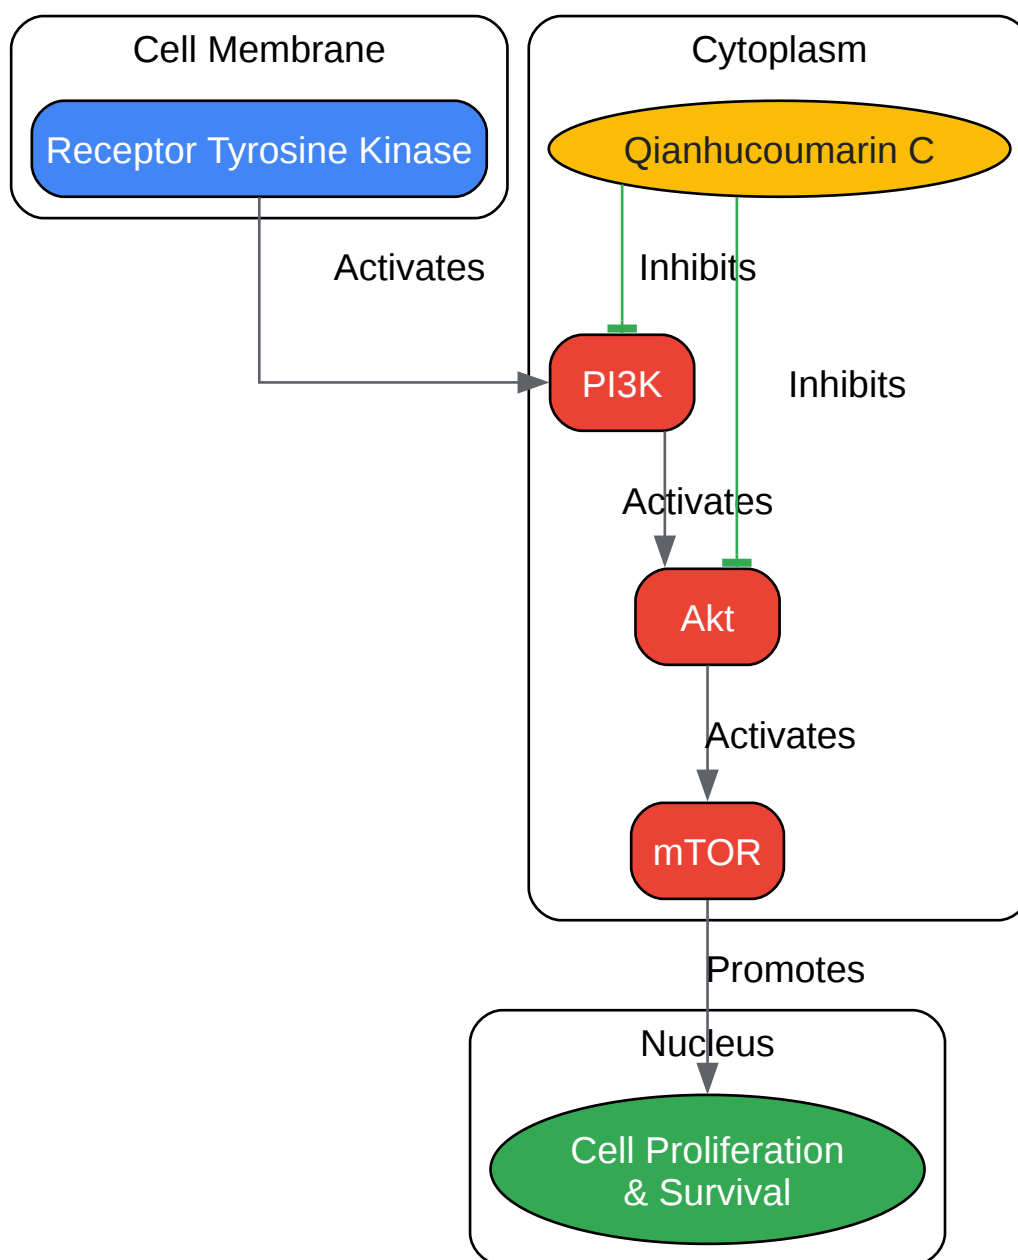 Cell Membrane
Cytoplasm
Receptor Tyrosine Kinase
Qianhucoumarin C
Activates
Inhibits
PI3K
Inhibits
Activates
Akt
Activates
mTOR
Promotes
Nucleus
Cell Proliferation
& Survival